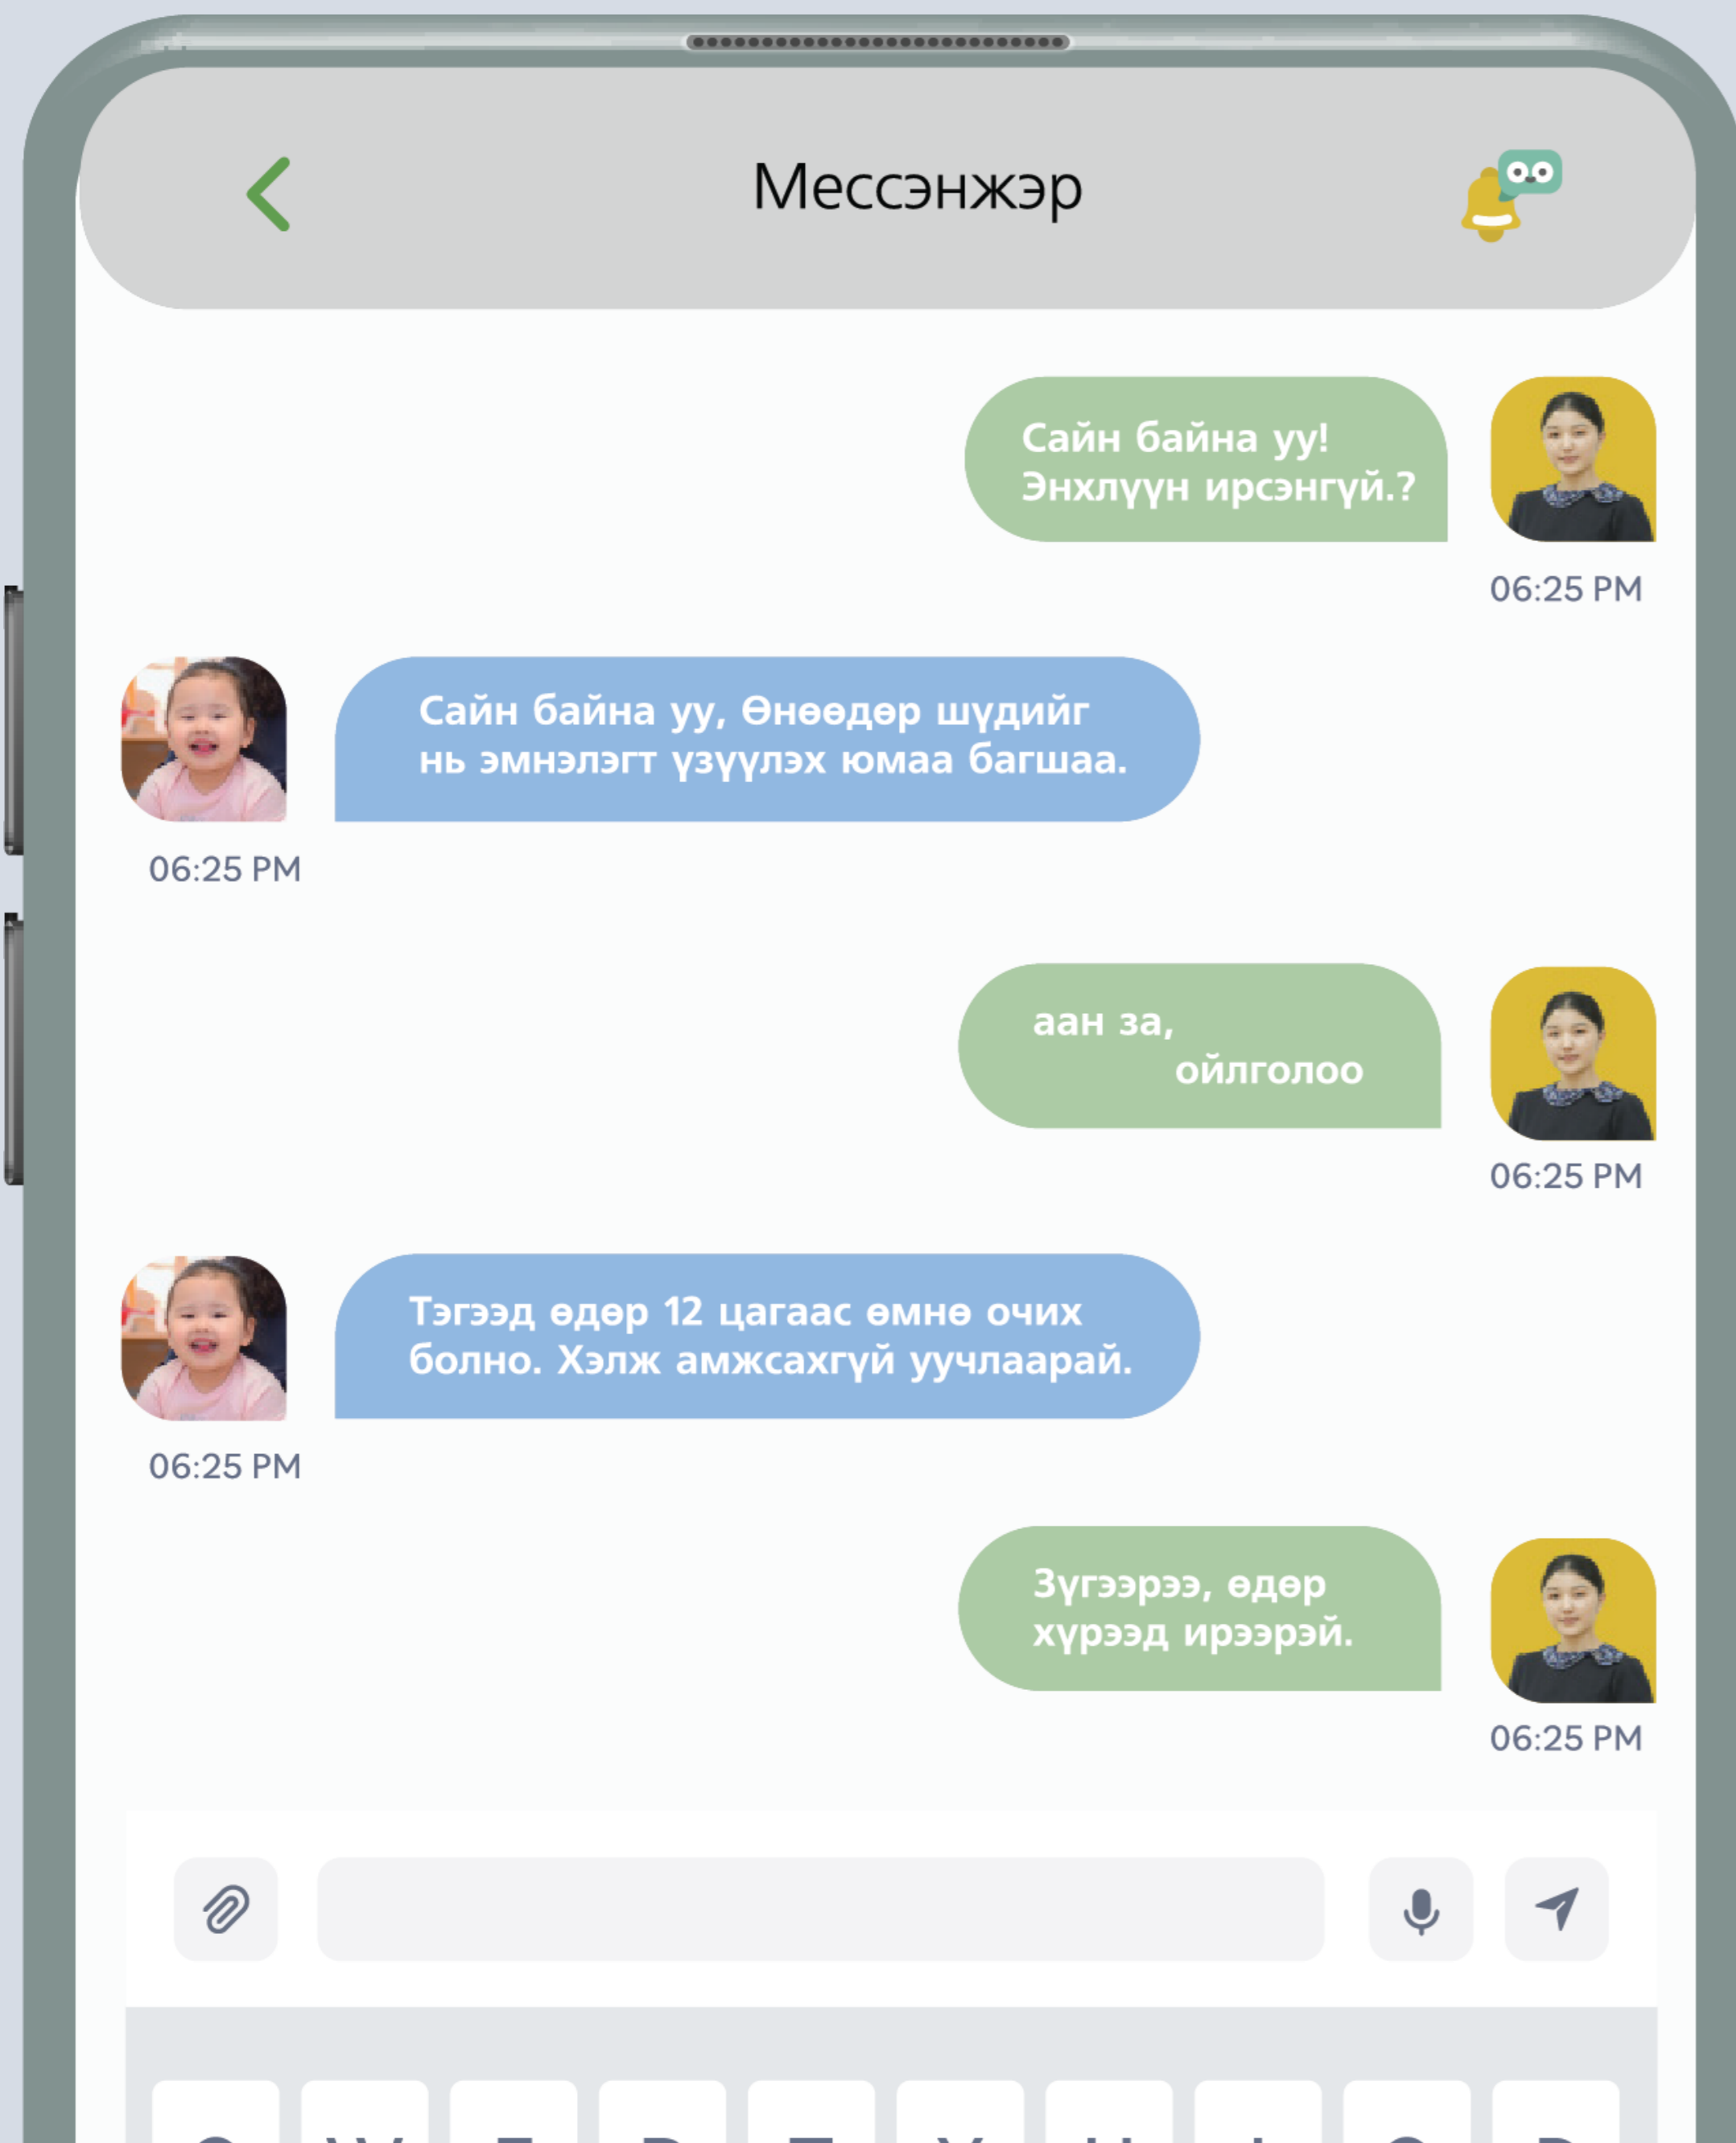 Мессэнжэр
Сайн байна уу!
Энхлүүн ирсэнгүй.?
06:25 PM
Сайн байна уу, Өнөөдөр шүдийг
нь эмнэлэгт үзүүлэх юмаа багшаа.
06:25 PM
аан за,
ойлголоо
06:25 PM
Тэгээд өдөр 12 цагаас өмнө очих
болно. Хэлж амжсахгүй уучлаарай.
06:25 PM
Зүгээрээ, өдөр
хүрээд ирээрэй.
06:25 PM